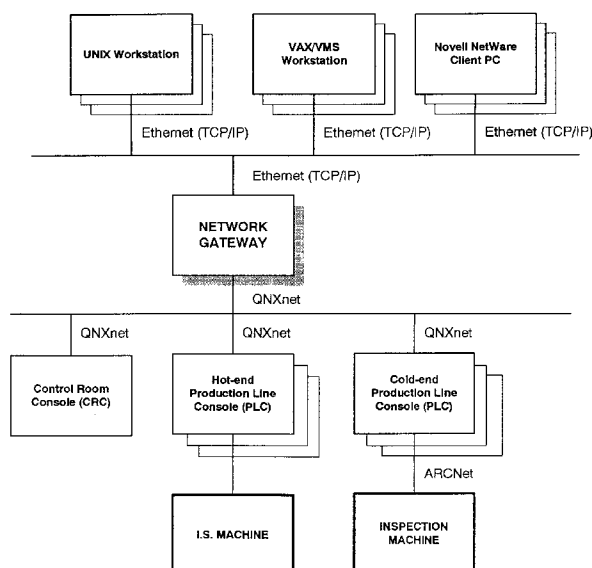 UNIX Workstation
VAX/VMS
Workstation
Novell NetWare
Client PC
Ethernet (TCP/IP)
Ethernet (TCP/IP)
Ethernet (TCP/IP)
Ethernet (TCP/IP)
NETWORK
GATEWAY
QNXnet
QNXnet
QNXnet
QNXnet
Control Room
Console (CRC)
Hot-end
Production Line
Console (PLC)
Cold-end
Production Line
Console (PLC)
ARCNet
I.S. MACHINE
INSPECTION
MACHINE